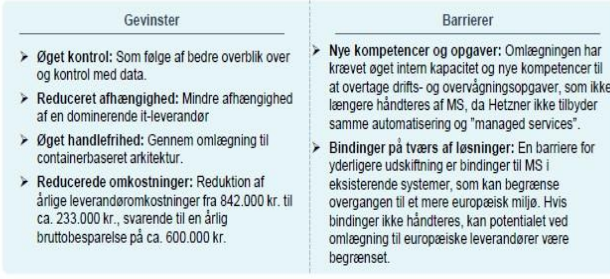 Gevinster
➤ Øget kontrol: Som følge af bedre overblik over
og kontrol med data.
➤ Reduceret afhængighed: Mindre afhængighed
af en dominerende it-leverandør
➤ Øget handlefrihed: Gennem omlægning til
containerbaseret arkitektur.
➤ Reducerede omkostninger: Reduktion af
årlige leverandøromkostninger fra 842.000 kr. til
ca. 233.000 kr., svarende til en årlig
bruttobesparelse på ca. 600.000 kr.
Barrierer
➤ Nye kompetencer og opgaver: Omlægningen har
krævet øget intern kapacitet og nye kompetencer til
at overtage drifts- og overvågningsopgaver, som ikke
længere håndteres af MS, da Hetzner ikke tilbyder
samme automatisering og "managed services".
➤ Bindinger på tværs af løsninger: En barriere for
yderligere udskiftning er bindinger til MS i
eksisterende systemer, som kan begrænse
overgangen til et mere europæisk miljø. Hvis
bindinger ikke håndteres, kan potentialet ved
omlægning til europæiske leverandører være
begrænset.